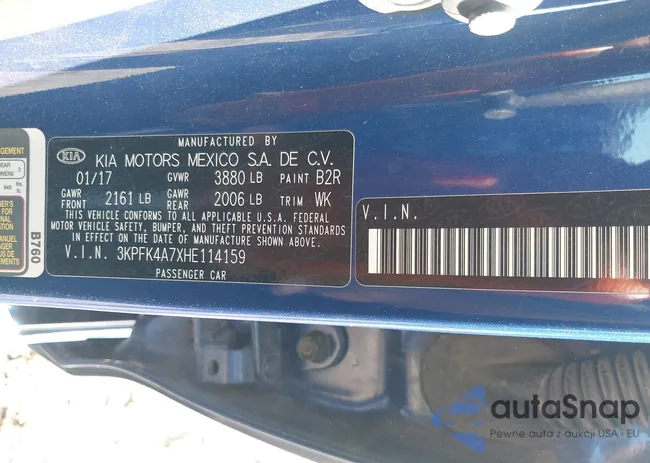 MANUFACTURED BY
KIA KIA MOTORS MEXICO S.A. DE C.V.
01/17 GVWR 3880 LB PAINT B2R
GAWR FRONT 2161 LB GAWR REAR 2006 LB TRIM WK
THIS VEHICLE CONFORMS TO ALL APPLICABLE U.S.A. FEDERAL
MOTOR VEHICLE SAFETY, BUMPER, AND THEFT PREVENTION STANDARDS
IN EFFECT ON THE DATE OF MANUFACTURE SHOWN ABOVE.
V.I.N. 3KPFK4A7XHE114159
PASSENGER CAR
V.I.N.
B760
autaSnap
Pewne auta z aukcji USA i EU